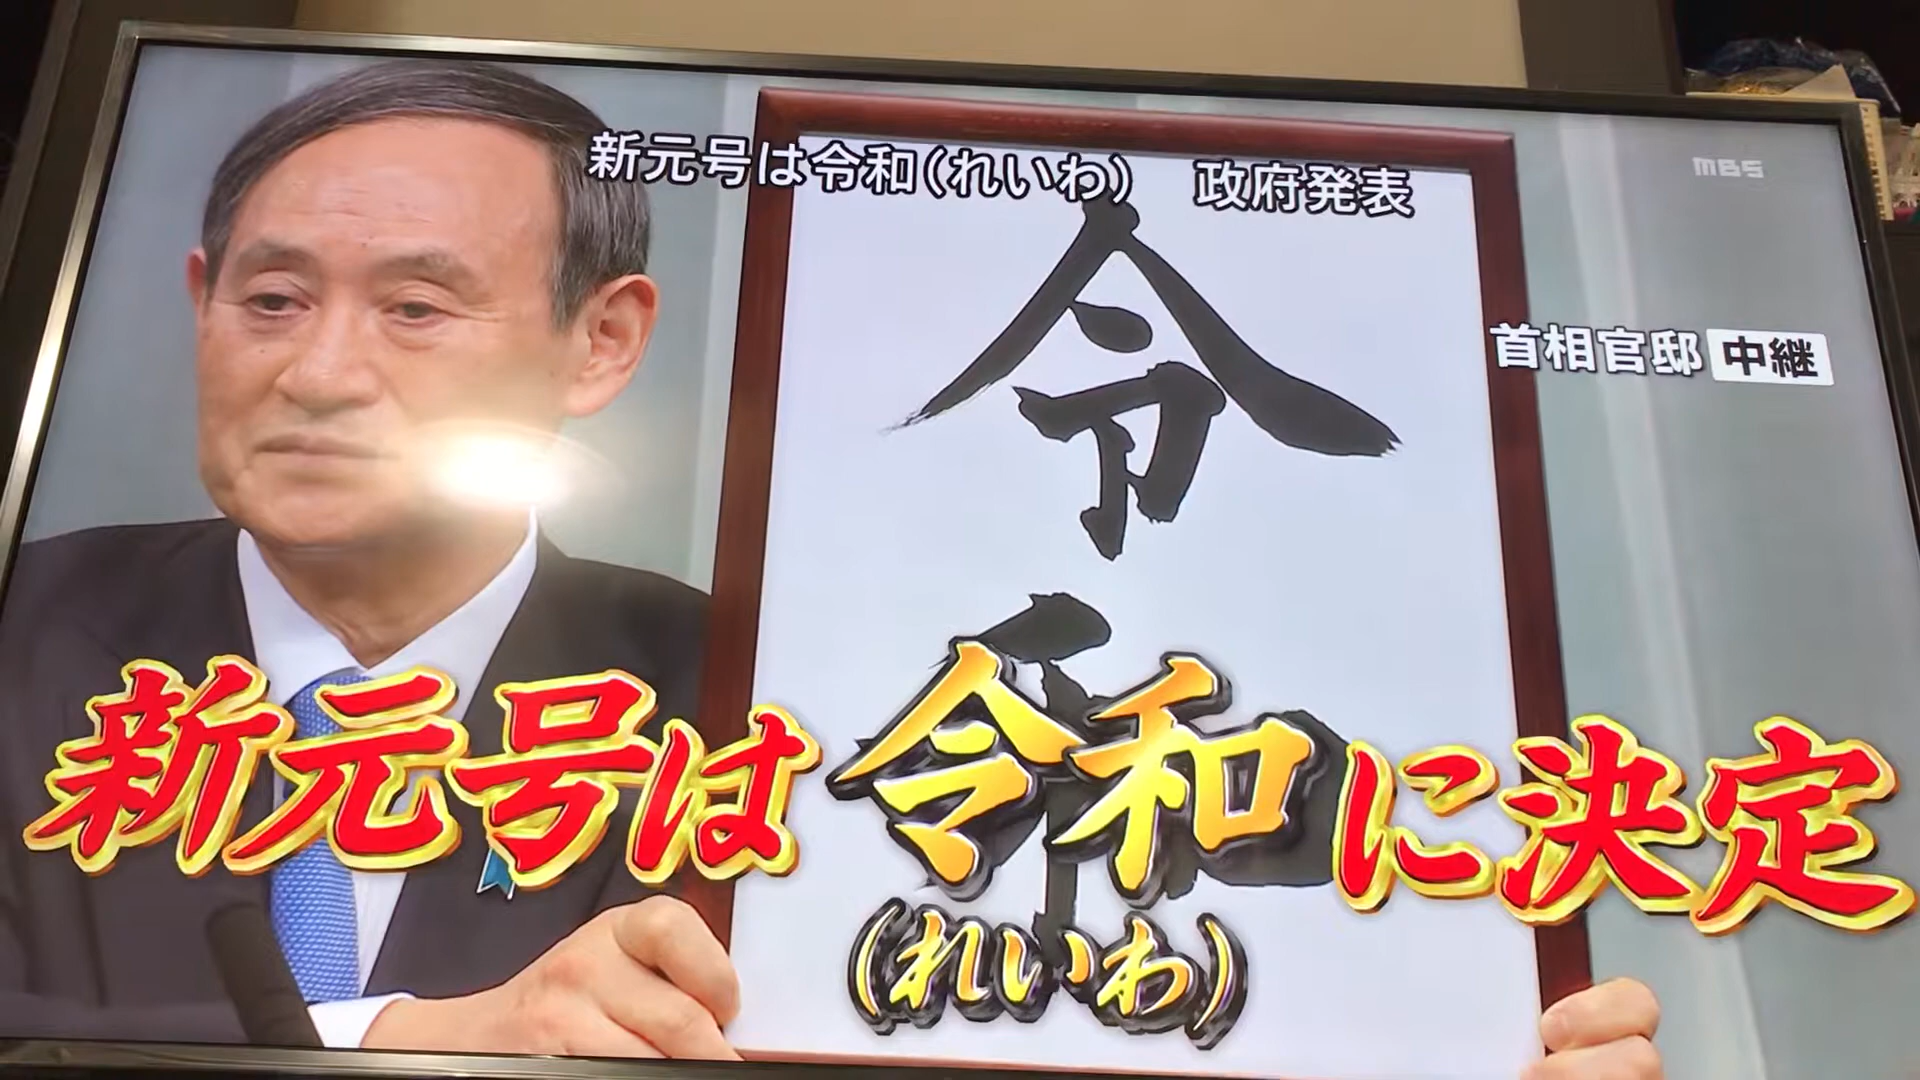 新元号は令和（れいわ）　政府発表
MBS
令和
首相官邸 中継
新元号は令和に決定
（れいわ）